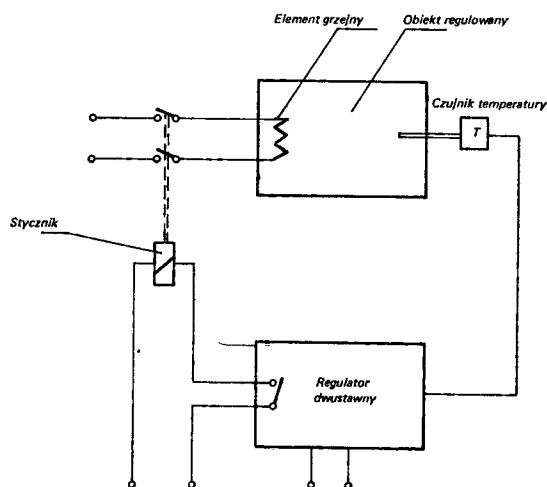 Element grzejny
Obiekt regulowany
Czujnik temperatury
T
Stycznik
Regulator
dwustawny